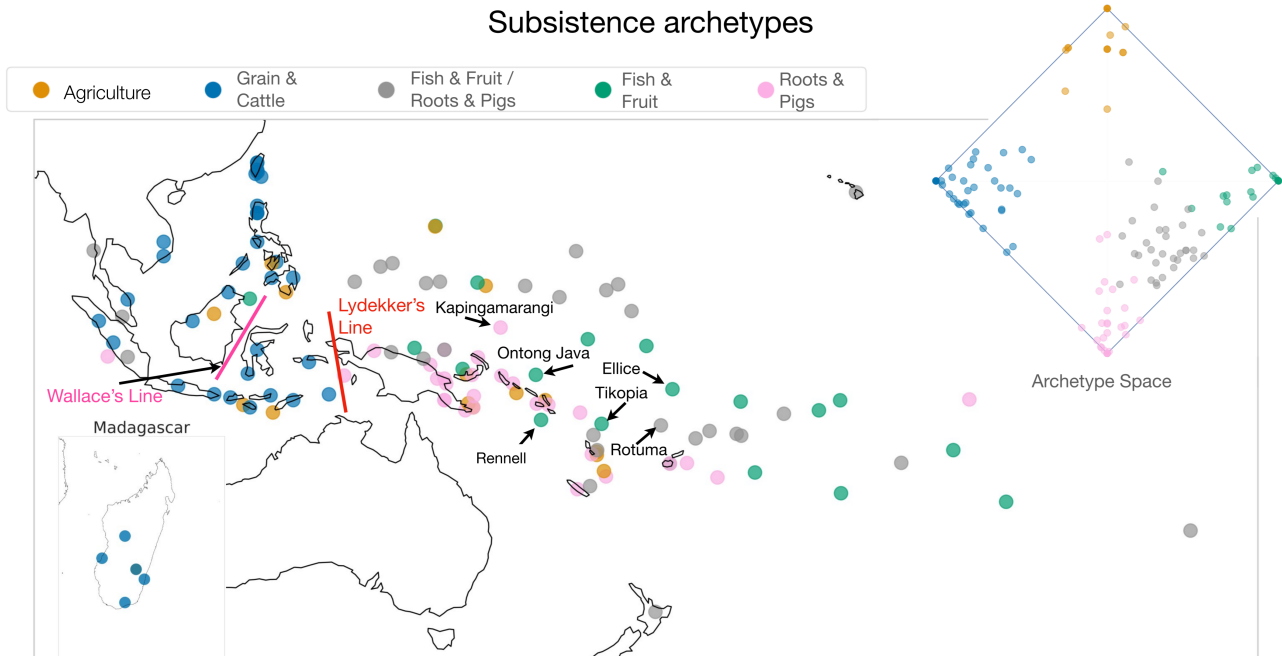 Subsistence archetypes
Agriculture
Grain &
Cattle
Fish & Fruit /
Roots & Pigs
Fish &
Fruit
Roots &
Pigs
Lydekker's
Line
Kapingamarangi
Ontong Java
Ellice
Tikopia
Archetype Space
Wallace's Line
Madagascar
Rennell
Rotuma